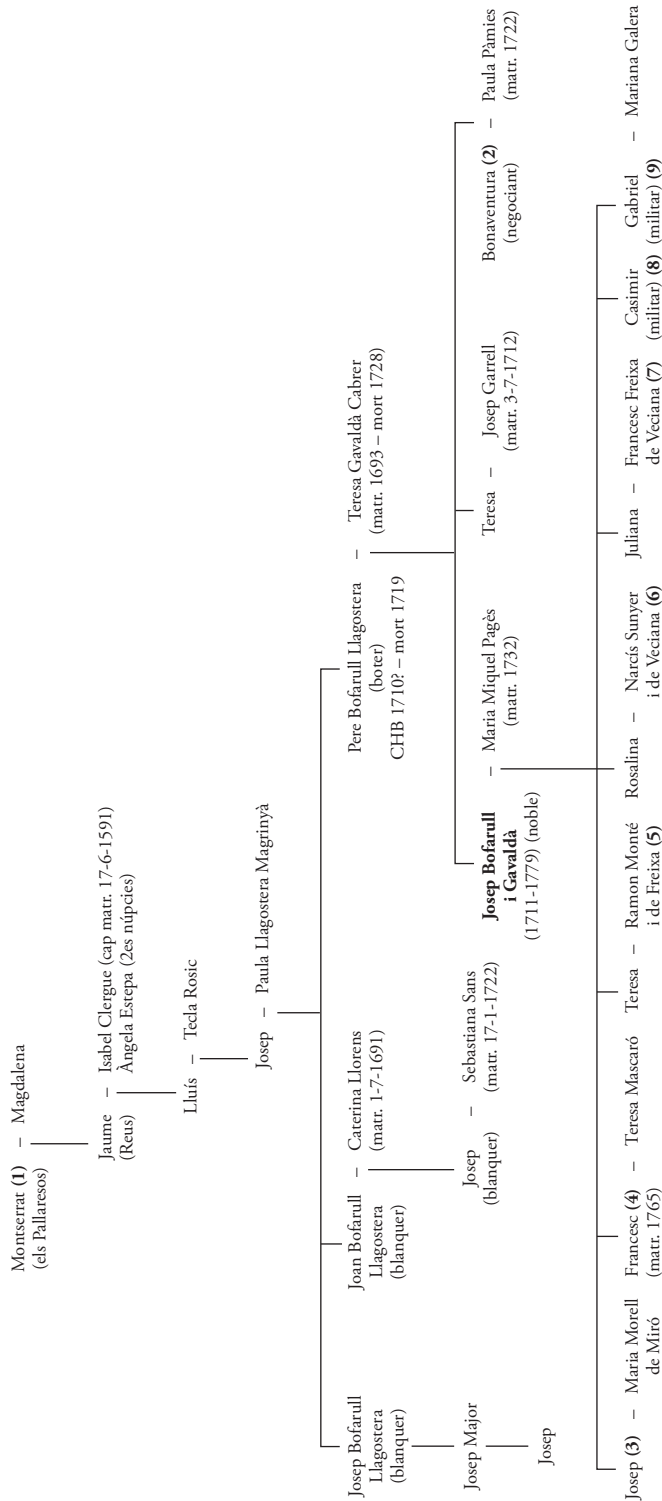 Montserrat (1) – Magdalena
(els Pallaresos)
Jaume – Isabel Clergue (cap matr. 17-6-1591)
(Reus) Àngela Estepa (2es núpcies)
Lluís – Tecla Rosic
Josep – Paula Llagostera Magrinyà
Josep Bofarull
Llagostera
(blanquer)
Joan Bofarull
Llagostera
(blanquer)
– Caterina Llorens
(matr. 1-7-1691)
Pere Bofarull Llagostera
(boter)
CHB 1710? – mort 1719
– Teresa Gavaldà Cabrer
(matr. 1693 – mort 1728)
Josep Major
Josep
(blanquer)
– Sebastiana Sans
(matr. 17-1-1722)
Josep Bofarull
i Gavaldà
(1711-1779) (noble)
– Maria Miquel Pagès
(matr. 1732)
Teresa – Josep Garrell
(matr. 3-7-1712)
Bonaventura (2)
(negociant)
– Paula Pàmies
(matr. 1722)
Josep
Josep (3) – Maria Morell
de Miró
Francesc (4)
(matr. 1765)
– Teresa Mascaró
Teresa – Ramon Monté
i de Freixa (5)
Rosalina – Narcís Sunyer
i de Veciana (6)
Juliana – Francesc Freixa
de Veciana (7)
Casimir
(militar) (8)
Gabriel
(militar) (9)
– Mariana Galera